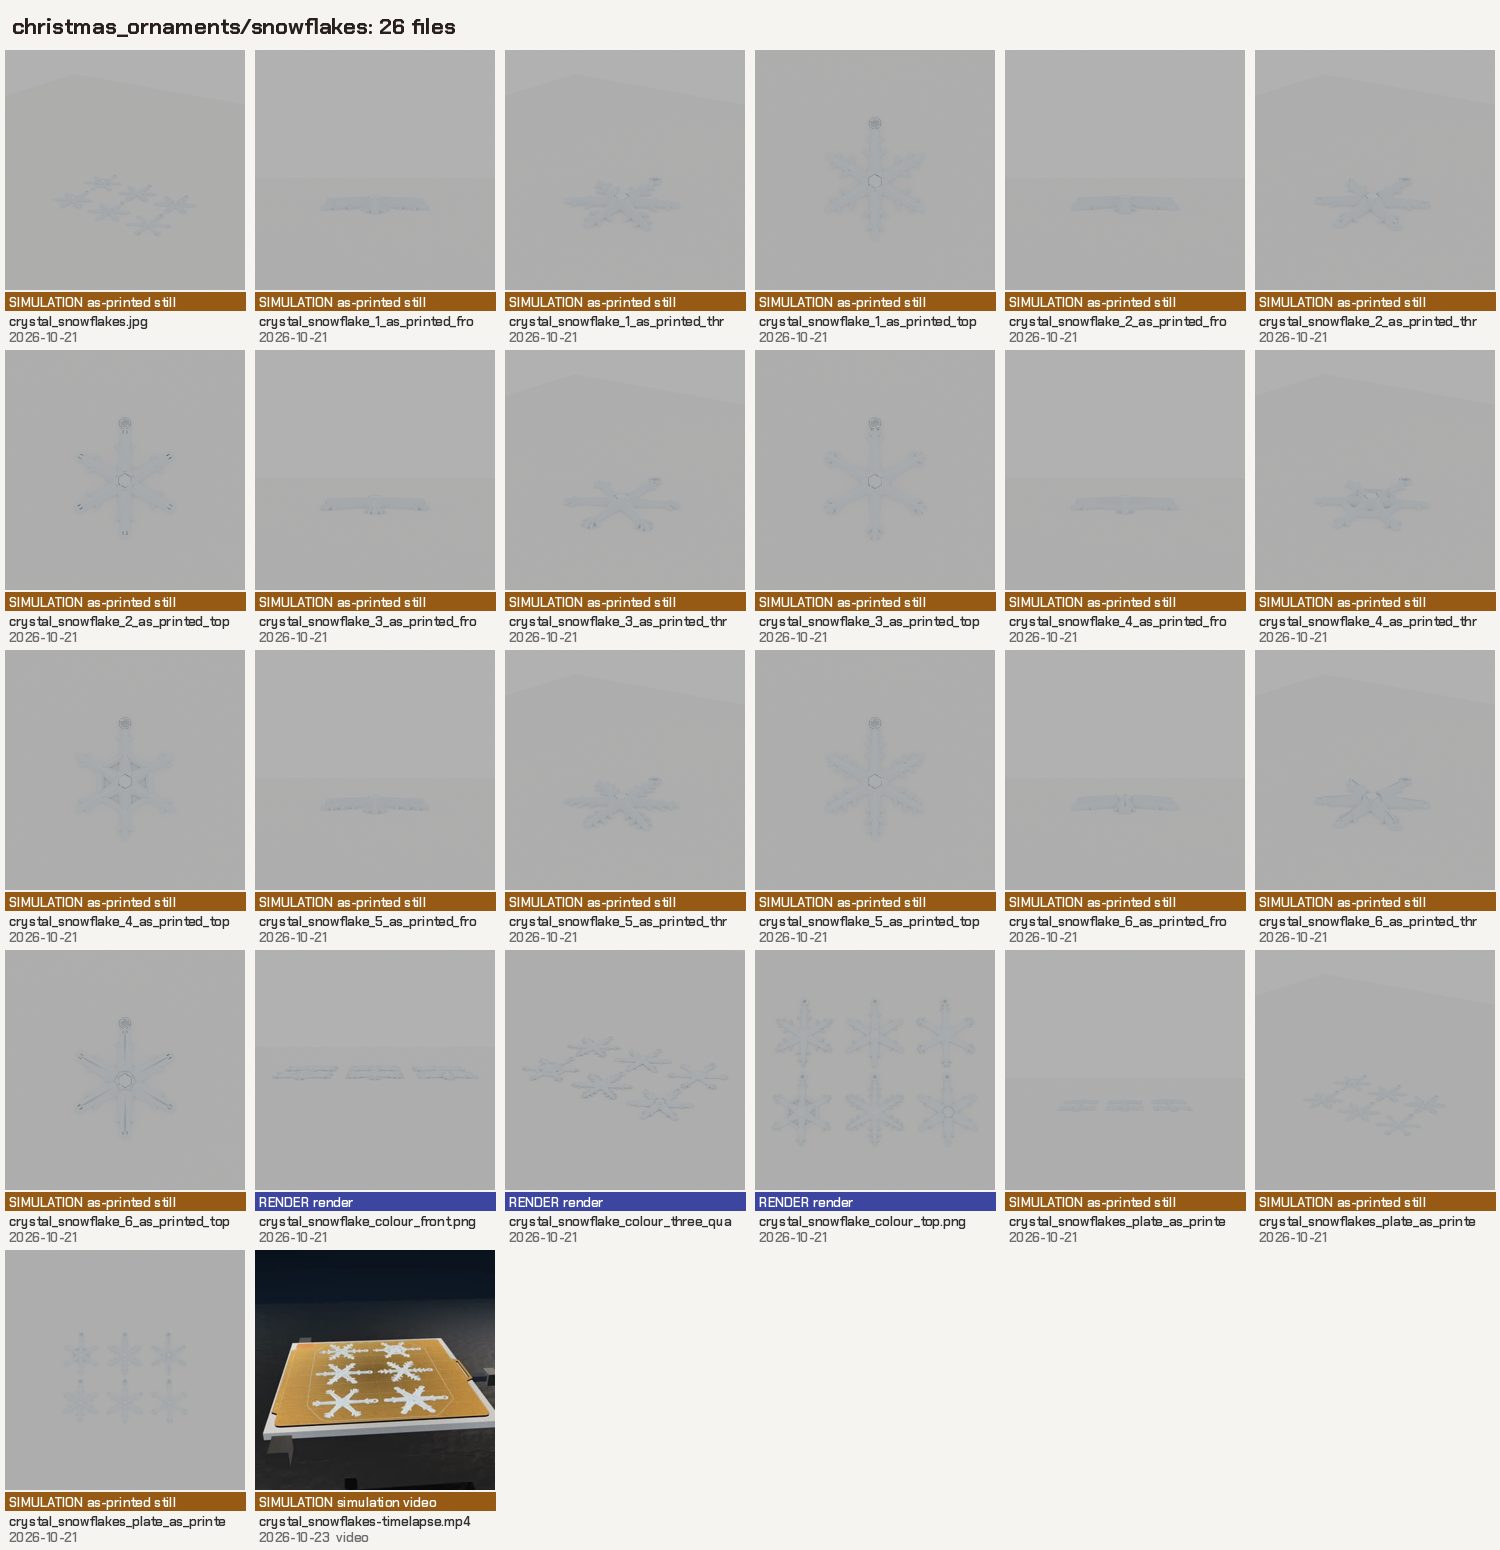 christmas_ornaments/snowflakes: 26 files
SIMULATION as-printed still
crystal_snowflakes.jpg
2026-10-21
SIMULATION as-printed still
crystal_snowflake_1_as_printed_fro
2026-10-21
SIMULATION as-printed still
crystal_snowflake_1_as_printed_thr
2026-10-21
SIMULATION as-printed still
crystal_snowflake_1_as_printed_top
2026-10-21
SIMULATION as-printed still
crystal_snowflake_2_as_printed_fro
2026-10-21
SIMULATION as-printed still
crystal_snowflake_2_as_printed_thr
2026-10-21
SIMULATION as-printed still
crystal_snowflake_2_as_printed_top
2026-10-21
SIMULATION as-printed still
crystal_snowflake_3_as_printed_fro
2026-10-21
SIMULATION as-printed still
crystal_snowflake_3_as_printed_thr
2026-10-21
SIMULATION as-printed still
crystal_snowflake_3_as_printed_top
2026-10-21
SIMULATION as-printed still
crystal_snowflake_4_as_printed_fro
2026-10-21
SIMULATION as-printed still
crystal_snowflake_4_as_printed_thr
2026-10-21
SIMULATION as-printed still
crystal_snowflake_4_as_printed_top
2026-10-21
SIMULATION as-printed still
crystal_snowflake_5_as_printed_fro
2026-10-21
SIMULATION as-printed still
crystal_snowflake_5_as_printed_thr
2026-10-21
SIMULATION as-printed still
crystal_snowflake_5_as_printed_top
2026-10-21
SIMULATION as-printed still
crystal_snowflake_6_as_printed_fro
2026-10-21
SIMULATION as-printed still
crystal_snowflake_6_as_printed_thr
2026-10-21
SIMULATION as-printed still
crystal_snowflake_6_as_printed_top
2026-10-21
RENDER render
crystal_snowflake_colour_front.png
2026-10-21
RENDER render
crystal_snowflake_colour_three_qua
2026-10-21
RENDER render
crystal_snowflake_colour_top.png
2026-10-21
SIMULATION as-printed still
crystal_snowflakes_plate_as_printe
2026-10-21
SIMULATION as-printed still
crystal_snowflakes_plate_as_printe
2026-10-21
SIMULATION as-printed still
crystal_snowflakes_plate_as_printe
2026-10-21
SIMULATION simulation video
crystal_snowflakes-timelapse.mp4
2026-10-23 video